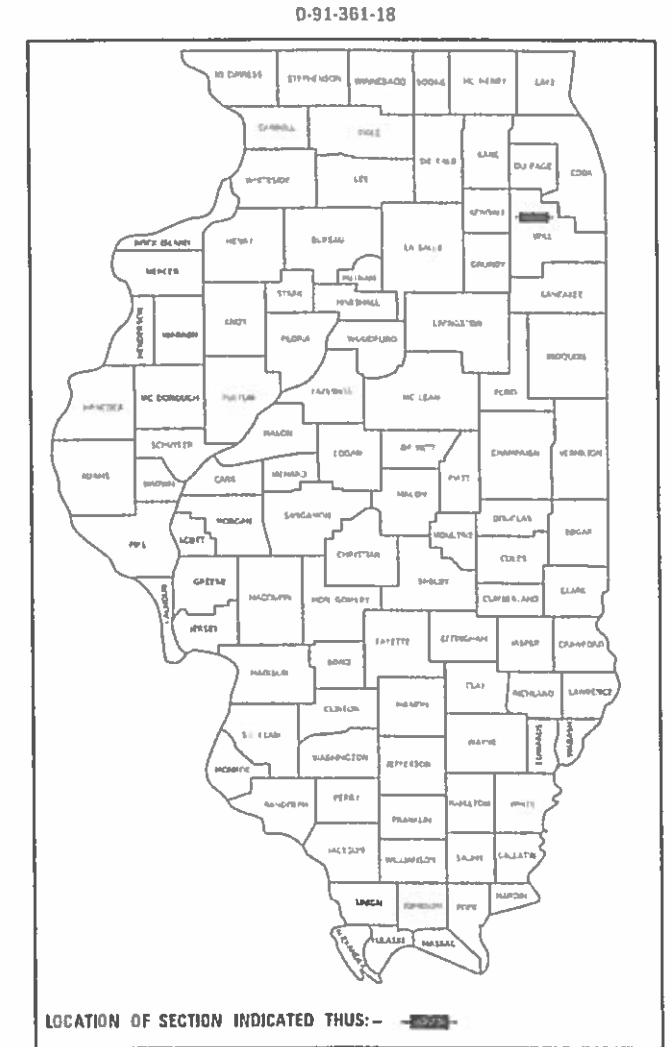 D-91-361-18
STEPHENSON WINNEBAGO BOONE MC HENRY LAKE
CARROLL OGLE
DE KALB KANE DU PAGE COOK
WHITESIDE LEE
KENDALL WILL
ROCK ISLAND HENRY BUREAU LA SALLE
GRUNDY
MERCER
PUTNAM
STARK MARSHALL KANKAKEE
HENDERSON WARREN KNOX PEORIA WOODFORD LIVINGSTON
IROQUOIS
HANCOCK MC DONOUGH FULTON TAZEWELL MC LEAN FORD
MASON
SCHUYLER LOGAN DE WITT CHAMPAIGN VERMILION
ADAMS BROWN CASS MENARD PIATT
MACON
MORGAN SANGAMON
PIKE SCOTT CHRISTIAN MOULTRIE DOUGLAS EDGAR
COLES
GREENE MACOUPIN MONTGOMERY SHELBY CUMBERLAND CLARK
CALHOUN
JERSEY FAYETTE EFFINGHAM JASPER CRAWFORD
MADISON BOND
CLAY RICHLAND LAWRENCE
CLINTON MARION
WAYNE EDWARDS WABASH
MONROE WASHINGTON JEFFERSON
RANDOLPH PERRY HAMILTON WHITE
FRANKLIN
JACKSON WILLIAMSON SALINE GALLATIN
UNION JOHNSON POPE HARDIN
PULASKI MASSAC
LOCATION OF SECTION INDICATED THUS:-